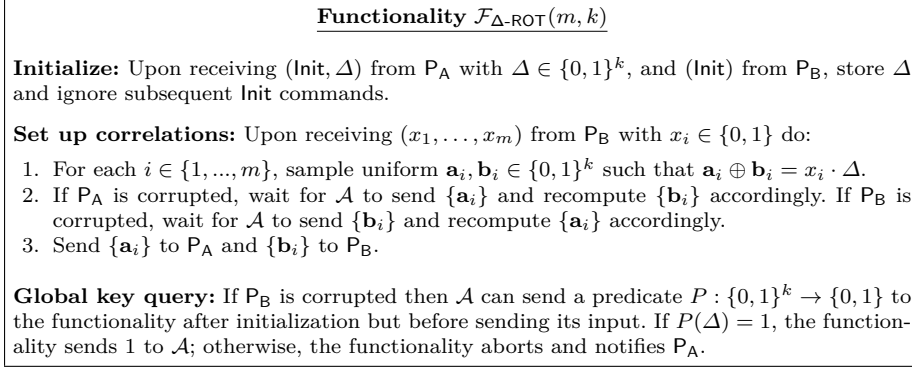 Functionality 𝓕_Δ-ROT(m, k)
Initialize: Upon receiving (Init, Δ) from P_A with Δ ∈ {0, 1}^k, and (Init) from P_B, store Δ
and ignore subsequent Init commands.
Set up correlations: Upon receiving (x_1, . . . , x_m) from P_B with x_i ∈ {0, 1} do:
1. For each i ∈ {1, ..., m}, sample uniform a_i, b_i ∈ {0, 1}^k such that a_i ⊕ b_i = x_i · Δ.
2. If P_A is corrupted, wait for 𝒜 to send {a_i} and recompute {b_i} accordingly. If P_B is
corrupted, wait for 𝒜 to send {b_i} and recompute {a_i} accordingly.
3. Send {a_i} to P_A and {b_i} to P_B.
Global key query: If P_B is corrupted then 𝒜 can send a predicate P : {0, 1}^k → {0, 1} to
the functionality after initialization but before sending its input. If P(Δ) = 1, the function-
ality sends 1 to 𝒜; otherwise, the functionality aborts and notifies P_A.